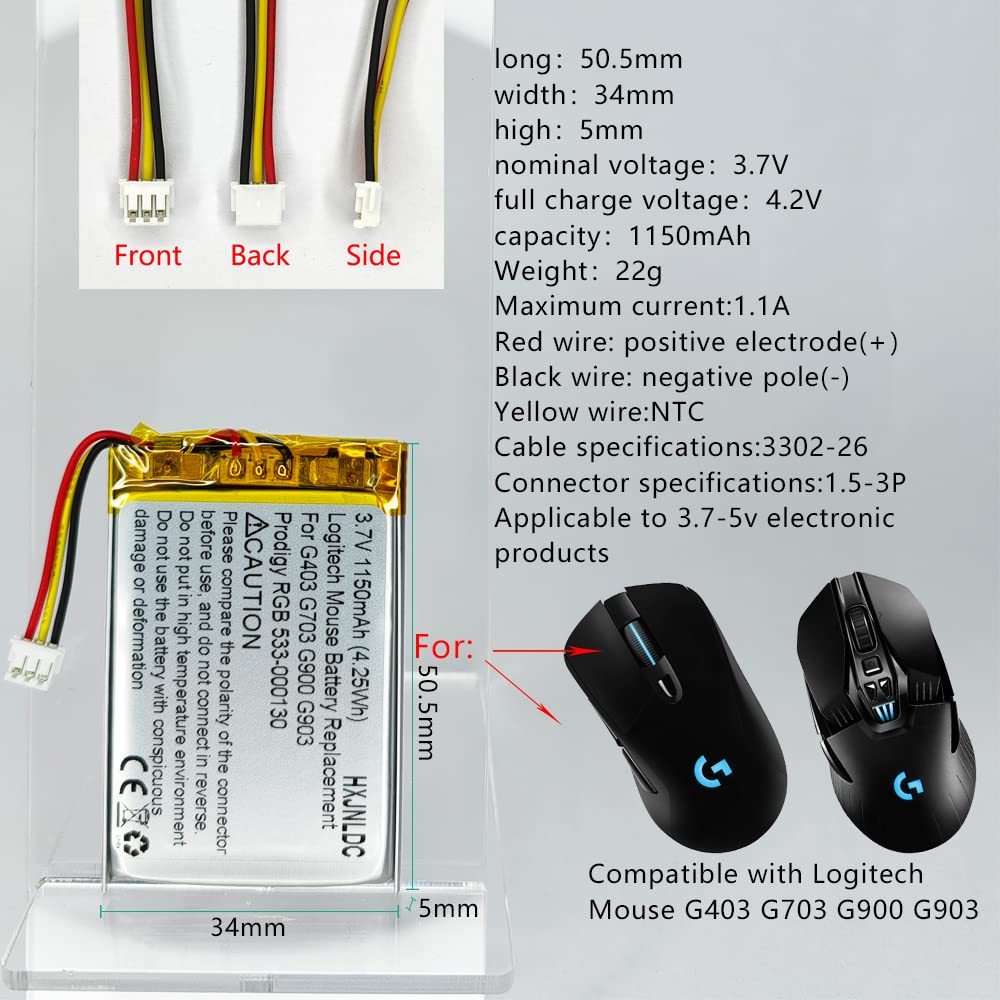 Front Back Side
long: 50.5mm
width: 34mm
high: 5mm
nominal voltage: 3.7V
full charge voltage: 4.2V
capacity: 1150mAh
Weight: 22g
Maximum current:1.1A
Red wire: positive electrode(+)
Black wire: negative pole(-)
Yellow wire:NTC
Cable specifications:3302-26
Connector specifications:1.5-3P
Applicable to 3.7-5v electronic
products
3.7V 1150mAh (4.25Wh)
Logitech Mouse Battery Replacement
For G403 G703 G900 G903
Prodigy RGB 533-000130
⚠CAUTION
Please compare the polarity of the connector
before use, and do not connect in reverse.
Do not put in high temperature environment
Do not use the battery with conspicuous
damage or deformation
HXJNLDC
CE
For:
50.5mm
34mm
5mm
Compatible with Logitech
Mouse G403 G703 G900 G903